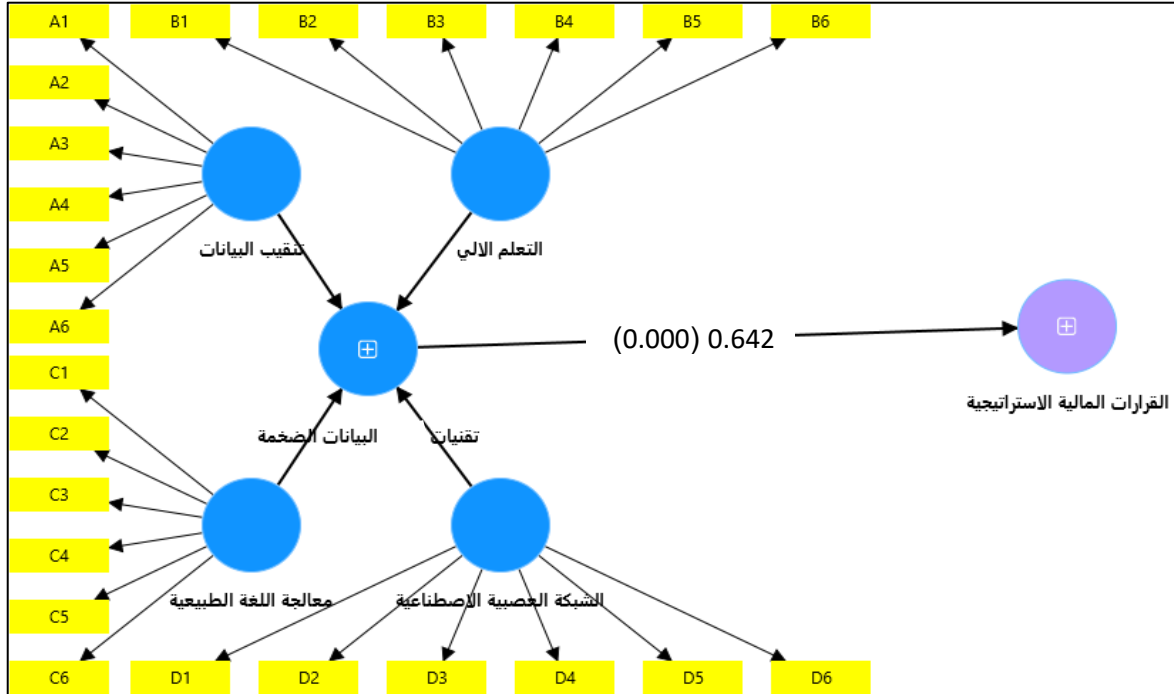 A1 B1 B2 B3 B4 B5 B6
A2
A3
A4
A5
A6
تنقيب البيانات
التعلم الالي
(0.000) 0.642
القرارات المالية الاستراتيجية
تقنيات البيانات الضخمة
C1
C2
C3
C4
C5
معالجة اللغة الطبيعية
الشبكة العصبية الاصطناعية
C6 D1 D2 D3 D4 D5 D6